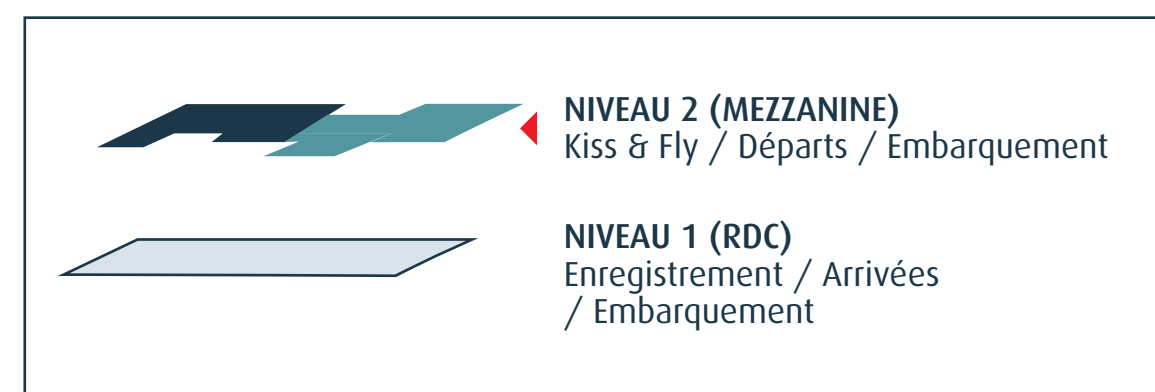 NIVEAU 2 (MEZZANINE)
Kiss & Fly / Départs / Embarquement
NIVEAU 1 (RDC)
Enregistrement / Arrivées
/ Embarquement